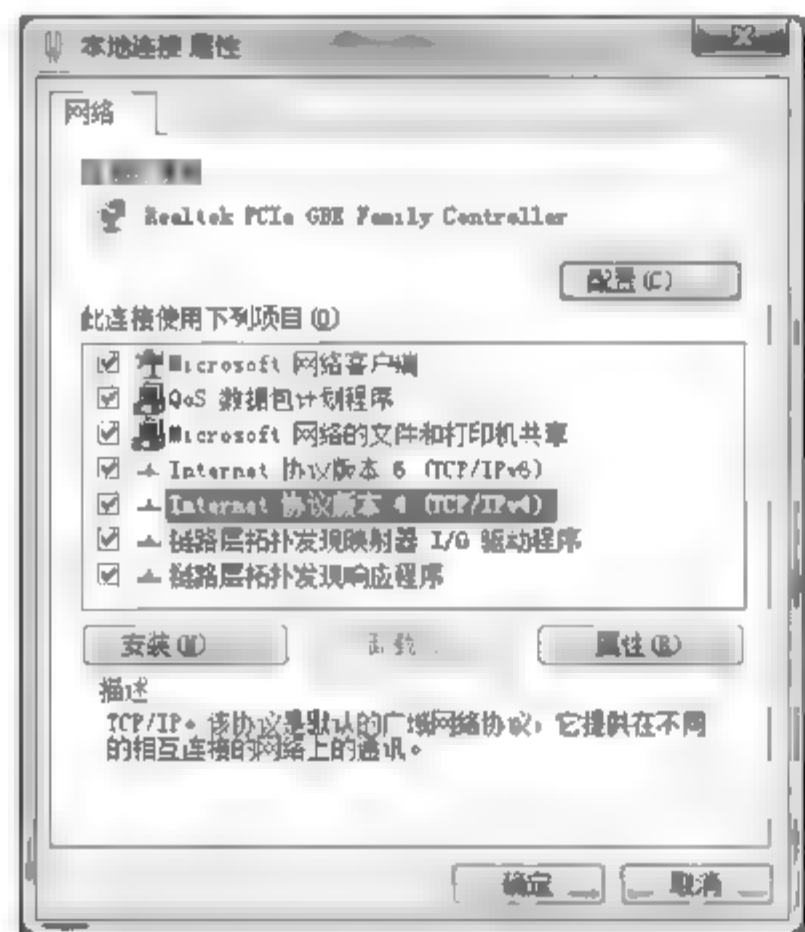 本地连接 属性
网络
Realtek PCIe GBE Family Controller
配置(C)
此连接使用下列项目(O)
Microsoft 网络客户端
QoS 数据包计划程序
Microsoft 网络的文件和打印机共享
Internet 协议版本 6 (TCP/IPv6)
Internet 协议版本 4 (TCP/IPv4)
链路层拓扑发现映射器 I/O 驱动程序
链路层拓扑发现响应程序
安装(N)
卸载
属性(R)
描述
TCP/IP。该协议是默认的广域网络协议，它提供在不同
的相互连接的网络上的通讯。
确定
取消